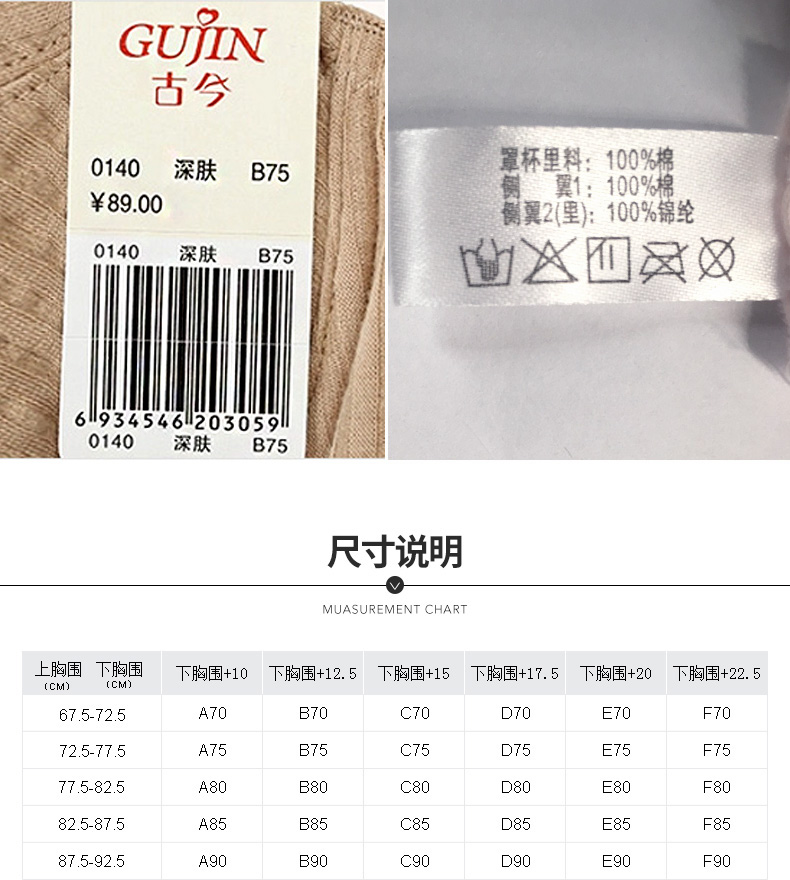 GUJIN
古今
0140 深肤 B75
¥89.00
0140 深肤 B75
6 934546 203059
0140 深肤 B75
罩杯里料：100%棉
侧 翼1：100%棉
侧翼2(里)：100%锦纶
尺寸说明
MUASUREMENT CHART
上胸围 (CM) 下胸围 (CM) 下胸围+10 下胸围+12.5 下胸围+15 下胸围+17.5 下胸围+20 下胸围+22.5
67.5-72.5 A70 B70 C70 D70 E70 F70
72.5-77.5 A75 B75 C75 D75 E75 F75
77.5-82.5 A80 B80 C80 D80 E80 F80
82.5-87.5 A85 B85 C85 D85 E85 F85
87.5-92.5 A90 B90 C90 D90 E90 F90